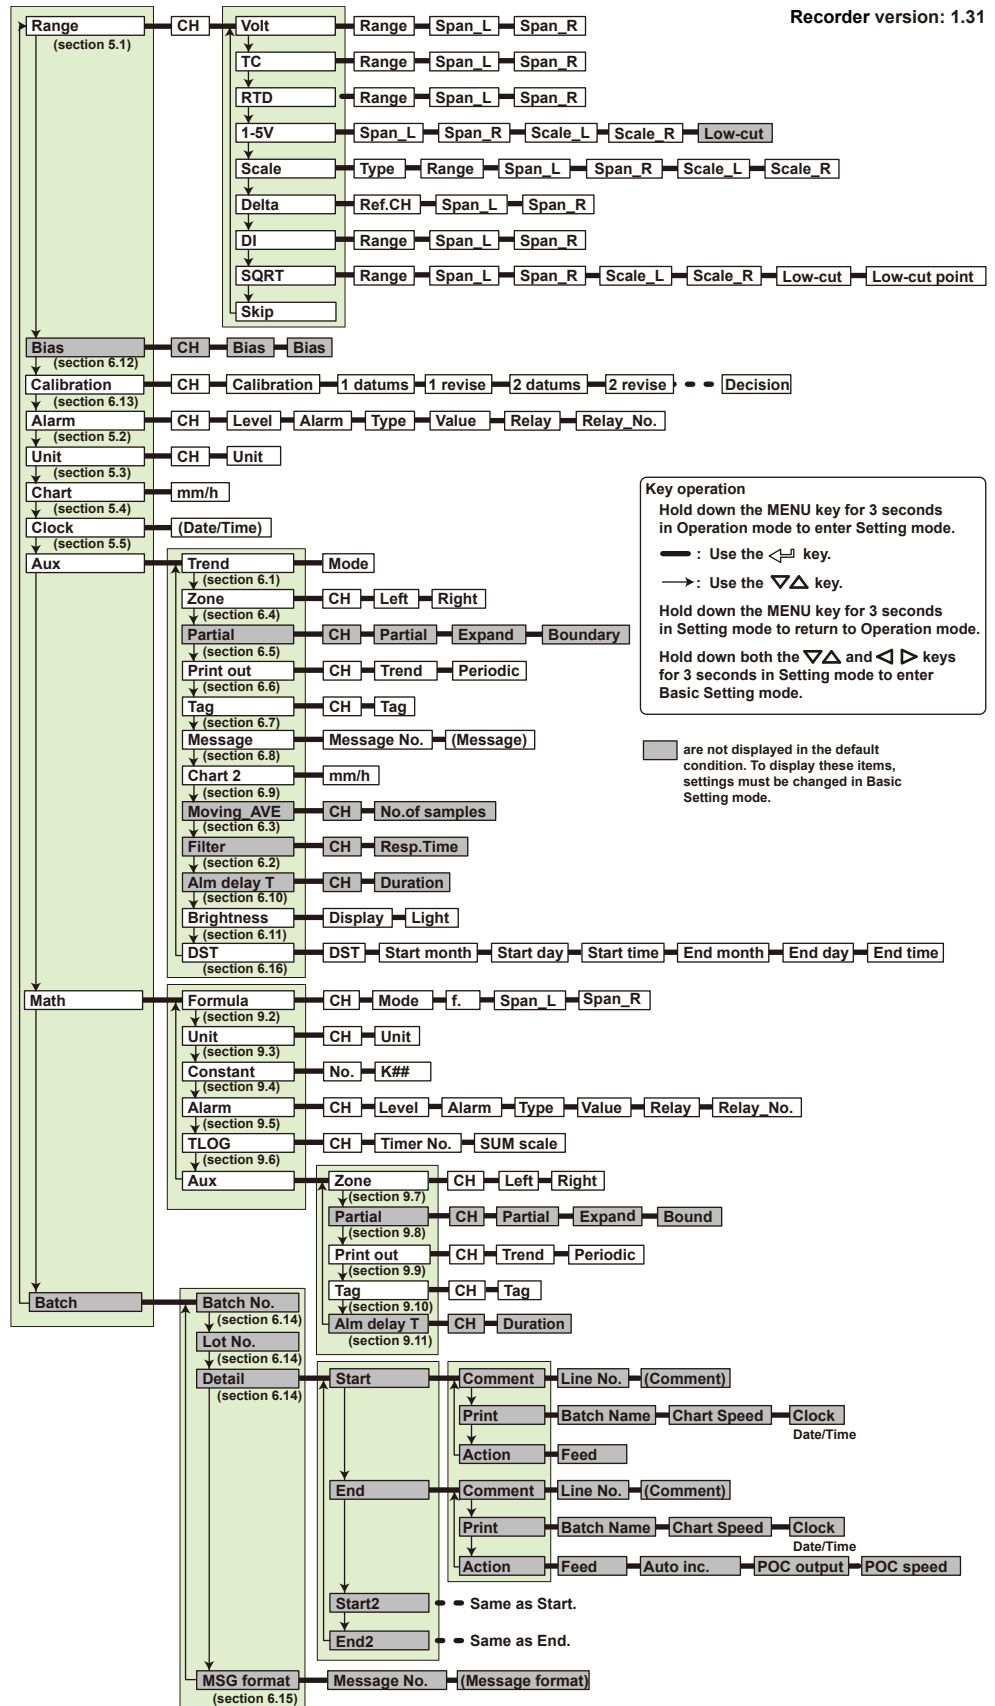 Recorder version: 1.31
Range CH Volt Range Span_L Span_R
(section 5.1)
TC Range Span_L Span_R
RTD Range Span_L Span_R
1-5V Span_L Span_R Scale_L Scale_R Low-cut
Scale Type Range Span_L Span_R Scale_L Scale_R
Delta Ref.CH Span_L Span_R
DI Range Span_L Span_R
SQRT Range Span_L Span_R Scale_L Scale_R Low-cut Low-cut point
Skip
Bias CH Bias Bias
(section 6.12)
Calibration CH Calibration 1 datums 1 revise 2 datums 2 revise Decision
(section 6.13)
Alarm CH Level Alarm Type Value Relay Relay_No.
(section 5.2)
Unit CH Unit
(section 5.3)
Chart mm/h
(section 5.4)
Clock (Date/Time)
(section 5.5)
Aux Trend Mode
(section 6.1)
Zone CH Left Right
(section 6.4)
Partial CH Partial Expand Boundary
(section 6.5)
Print out CH Trend Periodic
(section 6.6)
Tag CH Tag
(section 6.7)
Message Message No. (Message)
(section 6.8)
Chart 2 mm/h
(section 6.9)
Moving_AVE CH No.of samples
(section 6.3)
Filter CH Resp.Time
(section 6.2)
Alm delay T CH Duration
(section 6.10)
Brightness Display Light
(section 6.11)
DST DST Start month Start day Start time End month End day End time
(section 6.16)
Key operation
Hold down the MENU key for 3 seconds
in Operation mode to enter Setting mode.
: Use the key.
: Use the key.
Hold down the MENU key for 3 seconds
in Setting mode to return to Operation mode.
Hold down both the and keys
for 3 seconds in Setting mode to enter
Basic Setting mode.
are not displayed in the default
condition. To display these items,
settings must be changed in Basic
Setting mode.
Math Formula CH Mode f. Span_L Span_R
(section 9.2)
Unit CH Unit
(section 9.3)
Constant No. K##
(section 9.4)
Alarm CH Level Alarm Type Value Relay Relay_No.
(section 9.5)
TLOG CH Timer No. SUM scale
(section 9.6)
Aux Zone CH Left Right
(section 9.7)
Partial CH Partial Expand Bound
(section 9.8)
Print out CH Trend Periodic
(section 9.9)
Tag CH Tag
(section 9.10)
Alm delay T CH Duration
(section 9.11)
Batch Batch No.
(section 6.14)
Lot No.
(section 6.14)
Detail Start Comment Line No. (Comment)
(section 6.14)
Print Batch Name Chart Speed Clock
Date/Time
Action Feed
End Comment Line No. (Comment)
Print Batch Name Chart Speed Clock
Date/Time
Action Feed Auto inc. POC output POC speed
Start2 Same as Start.
End2 Same as End.
MSG format Message No. (Message format)
(section 6.15)